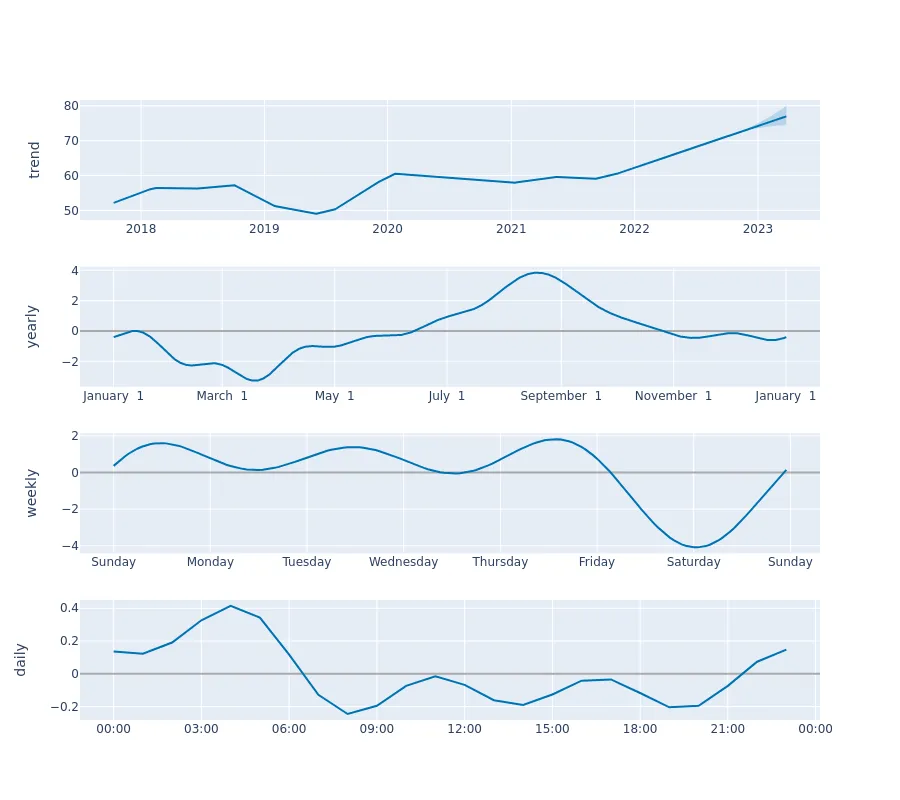 80
70
60
50
trend
2018 2019 2020 2021 2022 2023
4
2
0
−2
yearly
January 1 March 1 May 1 July 1 September 1 November 1 January 1
2
0
−2
−4
weekly
Sunday Monday Tuesday Wednesday Thursday Friday Saturday Sunday
0.4
0.2
0
−0.2
daily
00:00 03:00 06:00 09:00 12:00 15:00 18:00 21:00 00:00